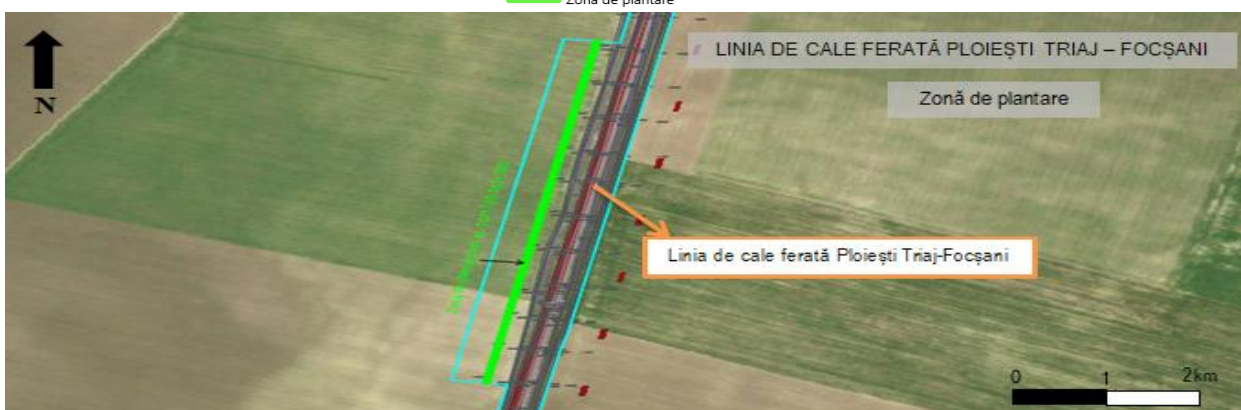 Zonă de plantare
LINIA DE CALE FERATĂ PLOIEȘTI TRIAJ – FOCȘANI
Zonă de plantare
N
Linia de cale ferată Ploiești Triaj-Focșani
0 1 2km